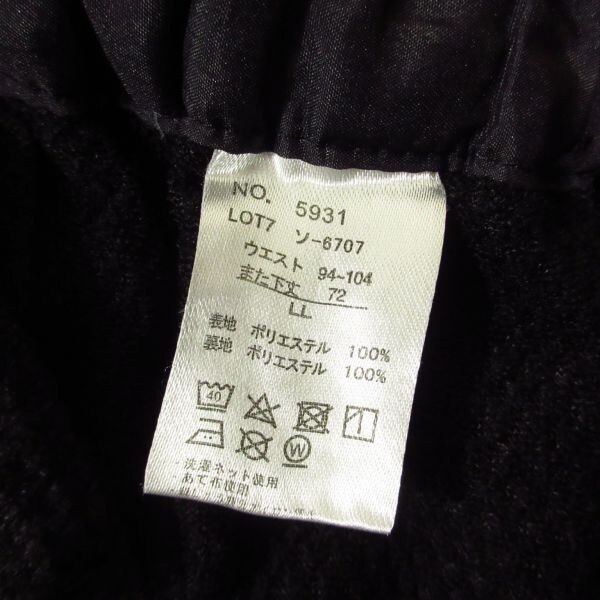 NO. 5931
LOT7 ソ-6707
ウエスト 94~104
また下丈 72
LL
表地 ポリエステル 100%
裏地 ポリエステル 100%
40
W
洗濯ネット使用
あて布使用